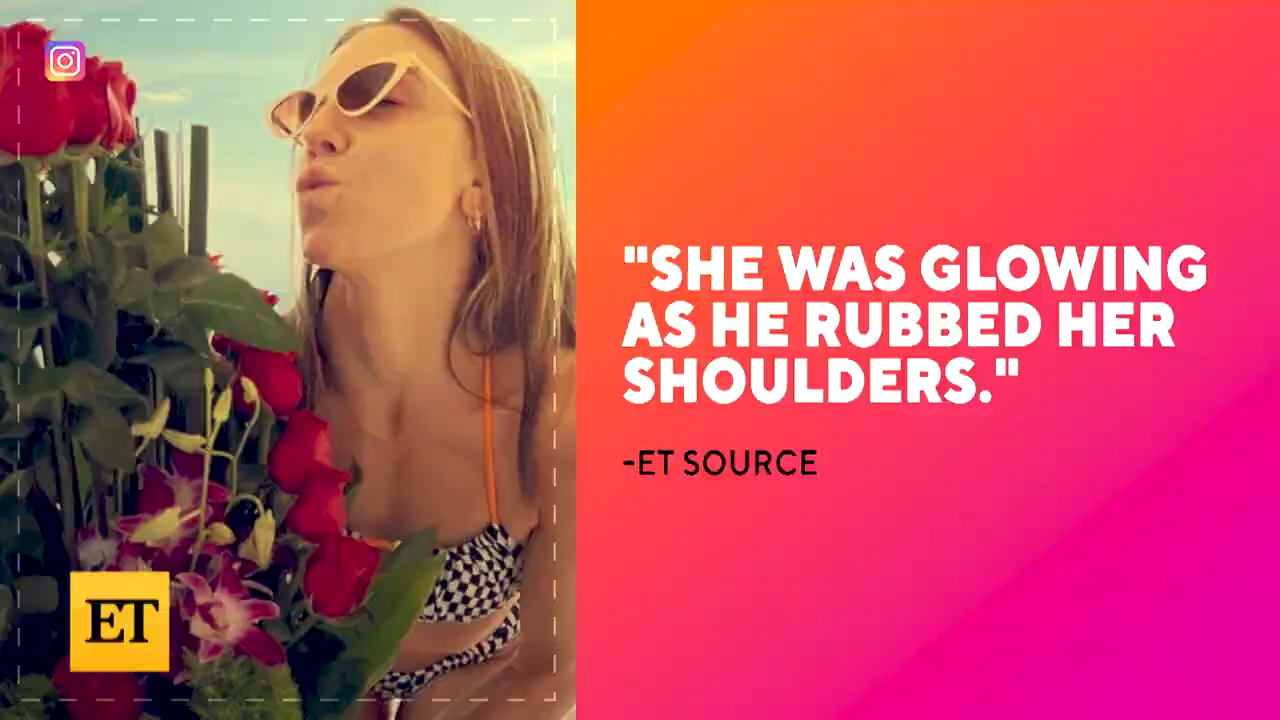 "SHE WAS GLOWING
AS HE RUBBED HER
SHOULDERS."
-ET SOURCE
ET